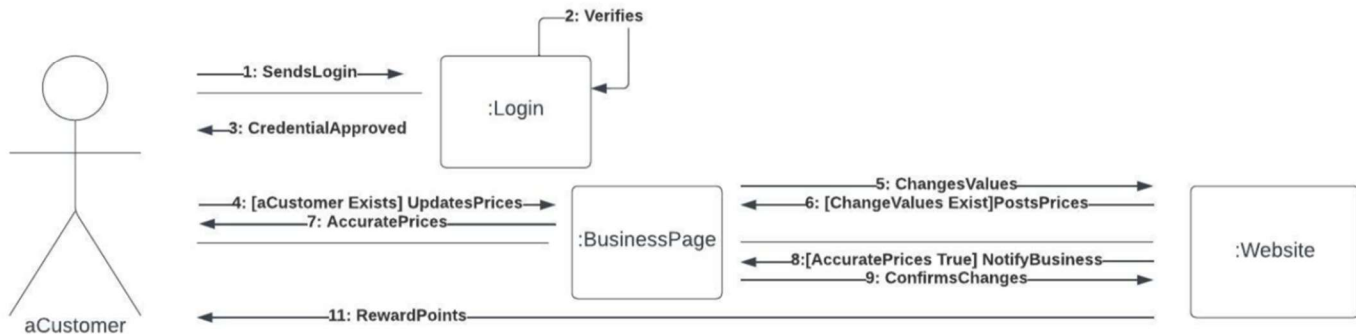 2: Verifies
1: SendsLogin
:Login
3: CredentialApproved
4: [aCustomer Exists] UpdatesPrices
7: AccuratePrices
:BusinessPage
5: ChangesValues
6: [ChangeValues Exist]PostsPrices
:Website
8:[AccuratePrices True] NotifyBusiness
9: ConfirmsChanges
11: RewardPoints
aCustomer